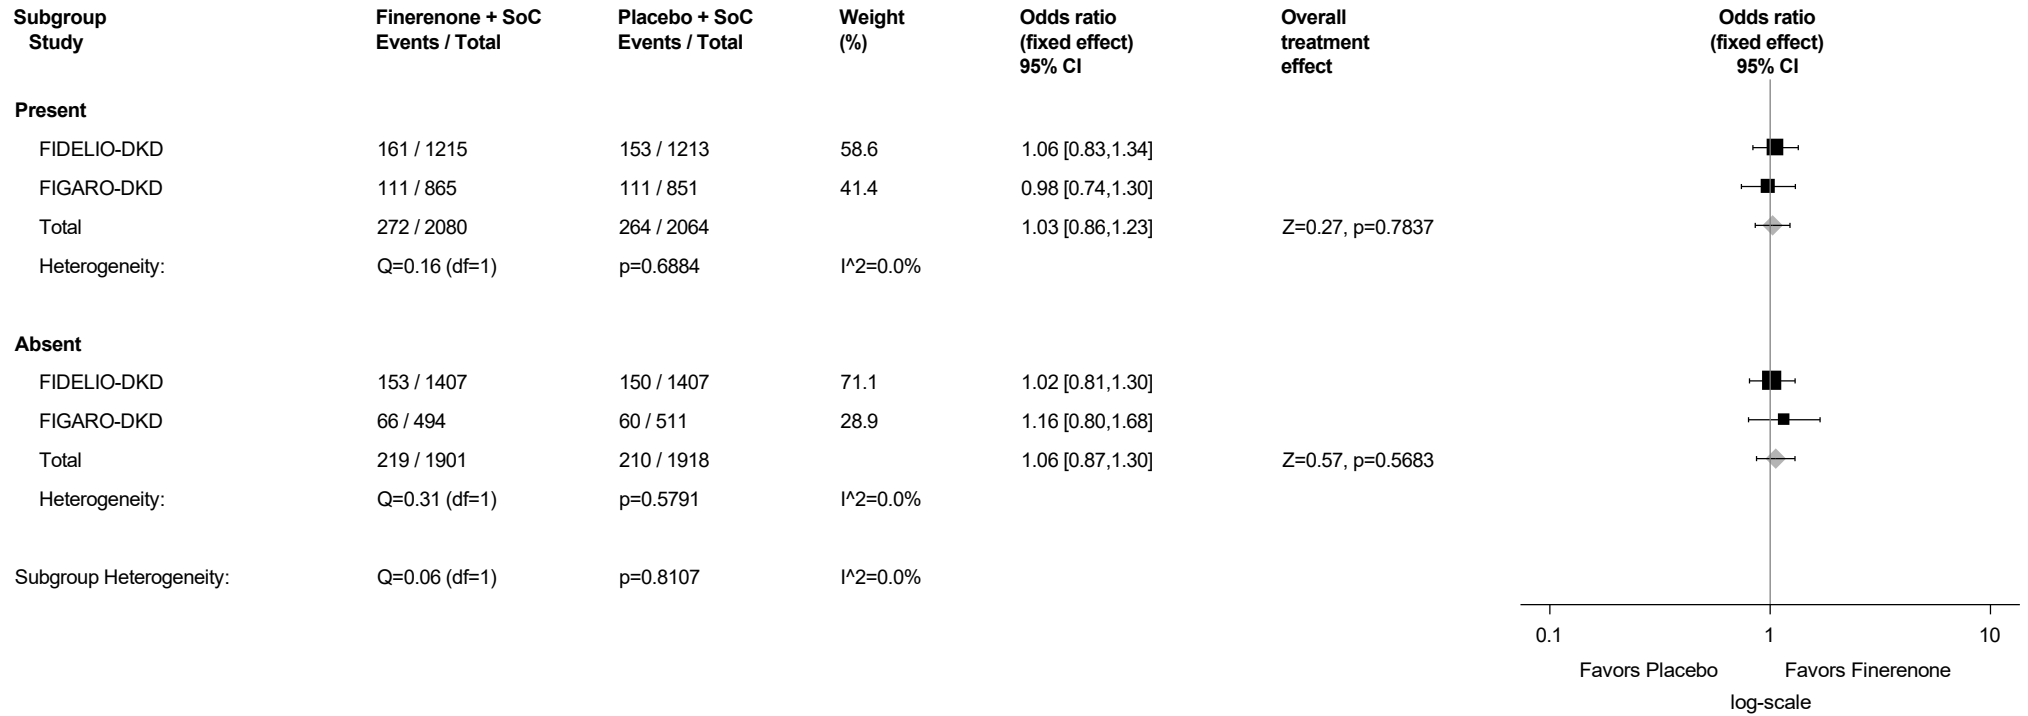 Subgroup Finerenone + SoC Placebo + SoC Weight Odds ratio Overall Odds ratio
Study Events / Total Events / Total (%) (fixed effect) treatment (fixed effect)
95% CI effect 95% CI
Present
FIDELIO-DKD 161 / 1215 153 / 1213 58.6 1.06 [0.83,1.34]
FIGARO-DKD 111 / 865 111 / 851 41.4 0.98 [0.74,1.30]
Total 272 / 2080 264 / 2064 1.03 [0.86,1.23] Z=0.27, p=0.7837
Heterogeneity: Q=0.16 (df=1) p=0.6884 I^2=0.0%
Absent
FIDELIO-DKD 153 / 1407 150 / 1407 71.1 1.02 [0.81,1.30]
FIGARO-DKD 66 / 494 60 / 511 28.9 1.16 [0.80,1.68]
Total 219 / 1901 210 / 1918 1.06 [0.87,1.30] Z=0.57, p=0.5683
Heterogeneity: Q=0.31 (df=1) p=0.5791 I^2=0.0%
Subgroup Heterogeneity: Q=0.06 (df=1) p=0.8107 I^2=0.0%
0.1 1 10
Favors Placebo Favors Finerenone
log-scale